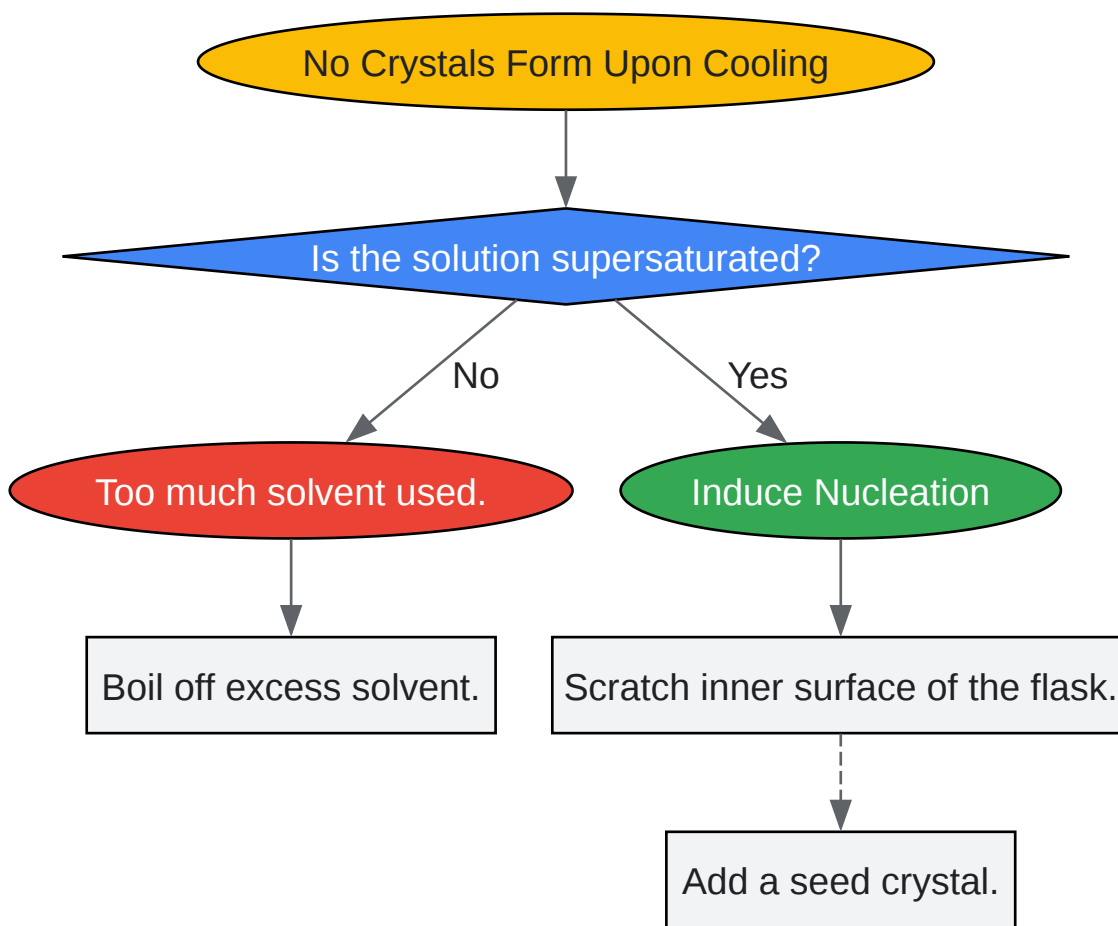 No Crystals Form Upon Cooling
Is the solution supersaturated?
No
Yes
Too much solvent used.
Induce Nucleation
Boil off excess solvent.
Scratch inner surface of the flask.
Add a seed crystal.